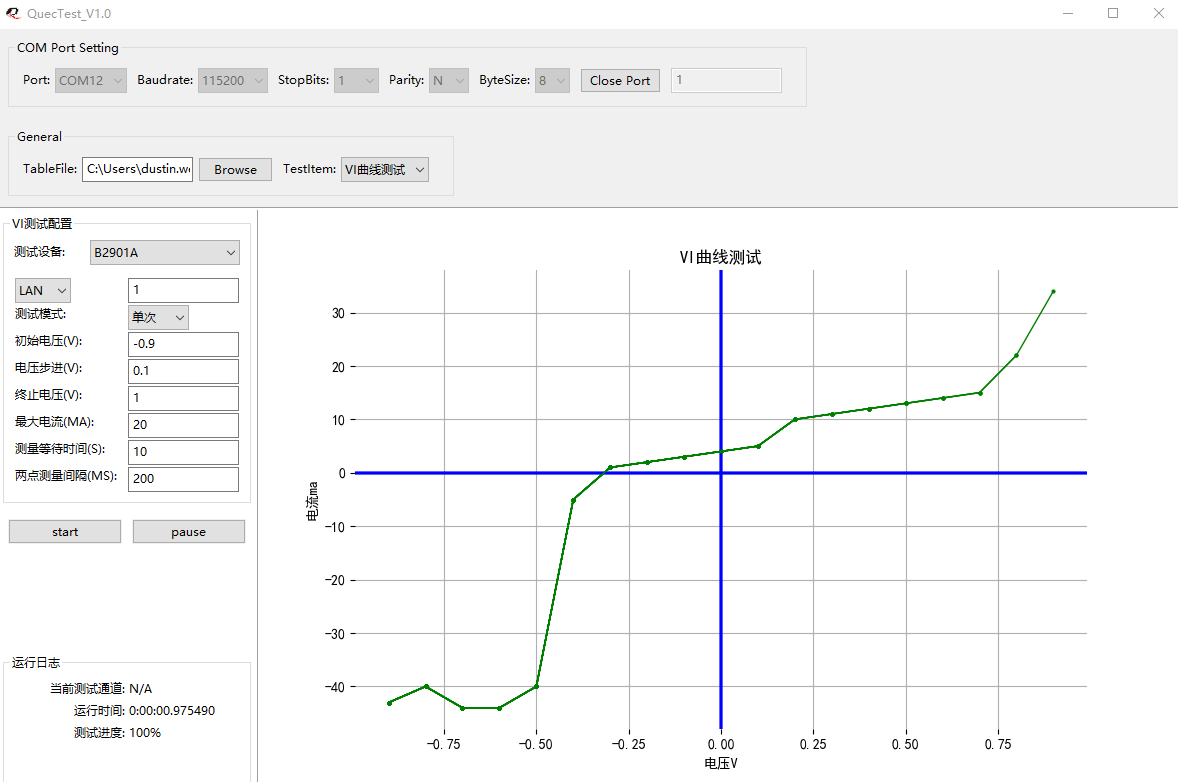 QuecTest_V1.0
COM Port Setting
Port: COM12 Baudrate: 115200 StopBits: 1 Parity: N ByteSize: 8 Close Port 1
General
TableFile: C:\Users\dustin.we Browse TestItem: VI曲线测试
VI测试配置
测试设备: B2901A
LAN 1
测试模式: 单次
初始电压(V): -0.9
电压步进(V): 0.1
终止电压(V): 1
最大电流(MA): 20
测量等待时间(S): 10
两点测量间隔(MS): 200
start pause
运行日志
当前测试通道: N/A
运行时间: 0:00:00.975490
测试进度: 100%
VI曲线测试
30
20
10
0
-10
-20
-30
-40
电流ma
-0.75 -0.50 -0.25 0.00 0.25 0.50 0.75
电压V